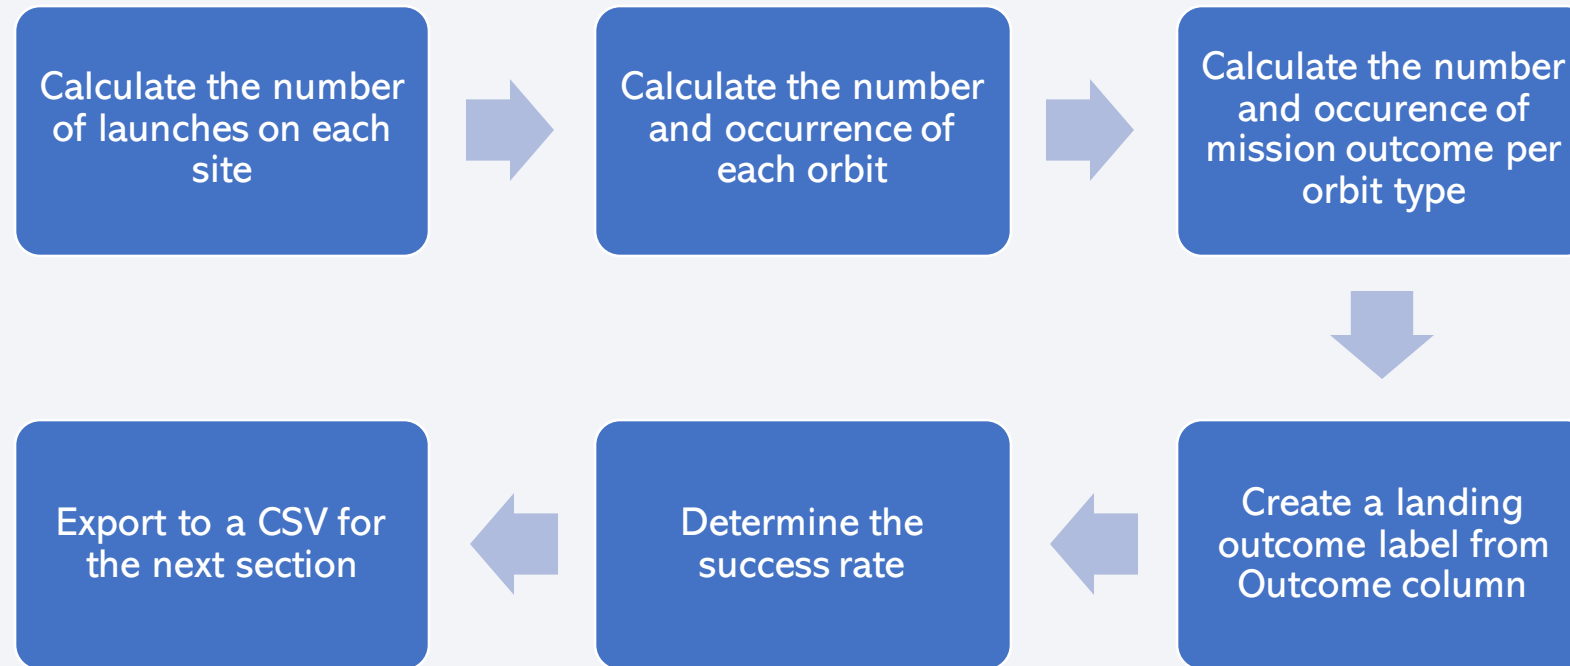 Calculate the number
of launches on each
site
Calculate the number
and occurrence of
each orbit
Calculate the number
and occurence of
mission outcome per
orbit type
Create a landing
outcome label from
Outcome column
Determine the
success rate
Export to a CSV for
the next section